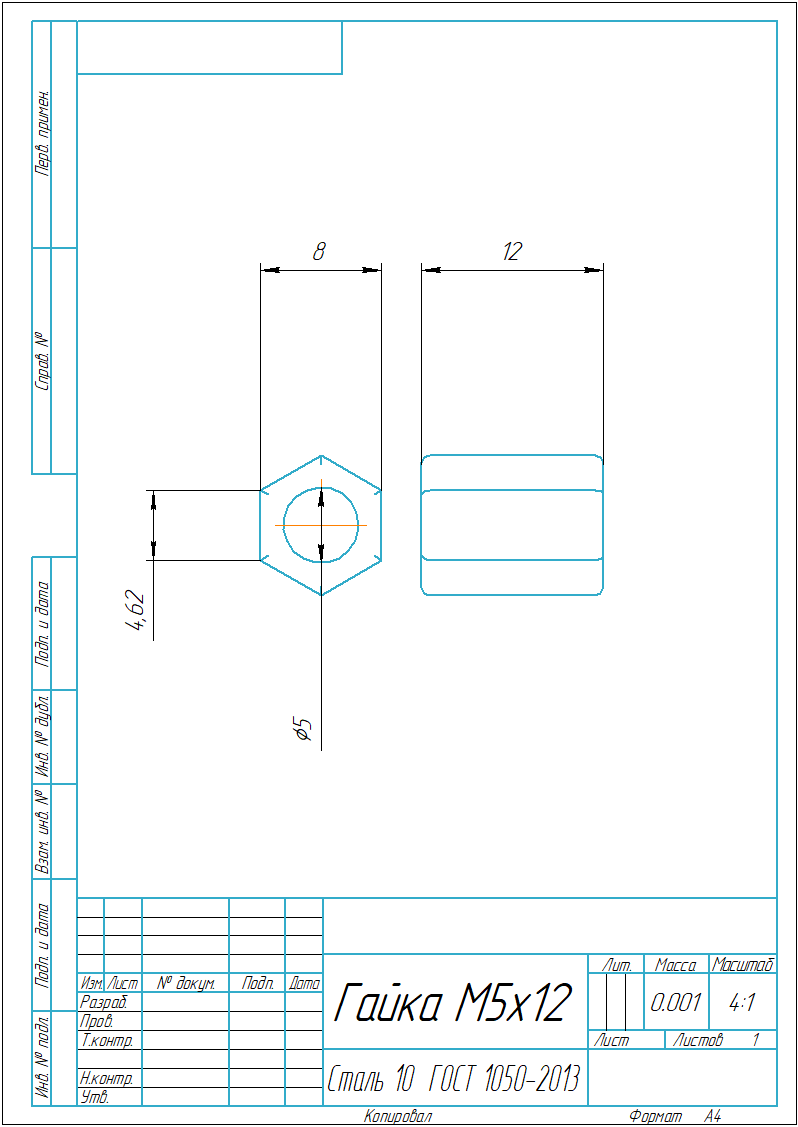 Перв. примен.
Справ. №
Подп. и дата
Инв. № дубл.
Взам. инв. №
Подп. и дата
Инв. № подл.
8
12
4,62
ϕ5
Изм. Лист № докум. Подп. Дата
Разраб.
Пров.
Т.контр.
Н.контр.
Утв.
Гайка М5х12
Сталь 10 ГОСТ 1050-2013
Лит. Масса Масштаб
0.001 4:1
Лист Листов 1
Копировал Формат А4